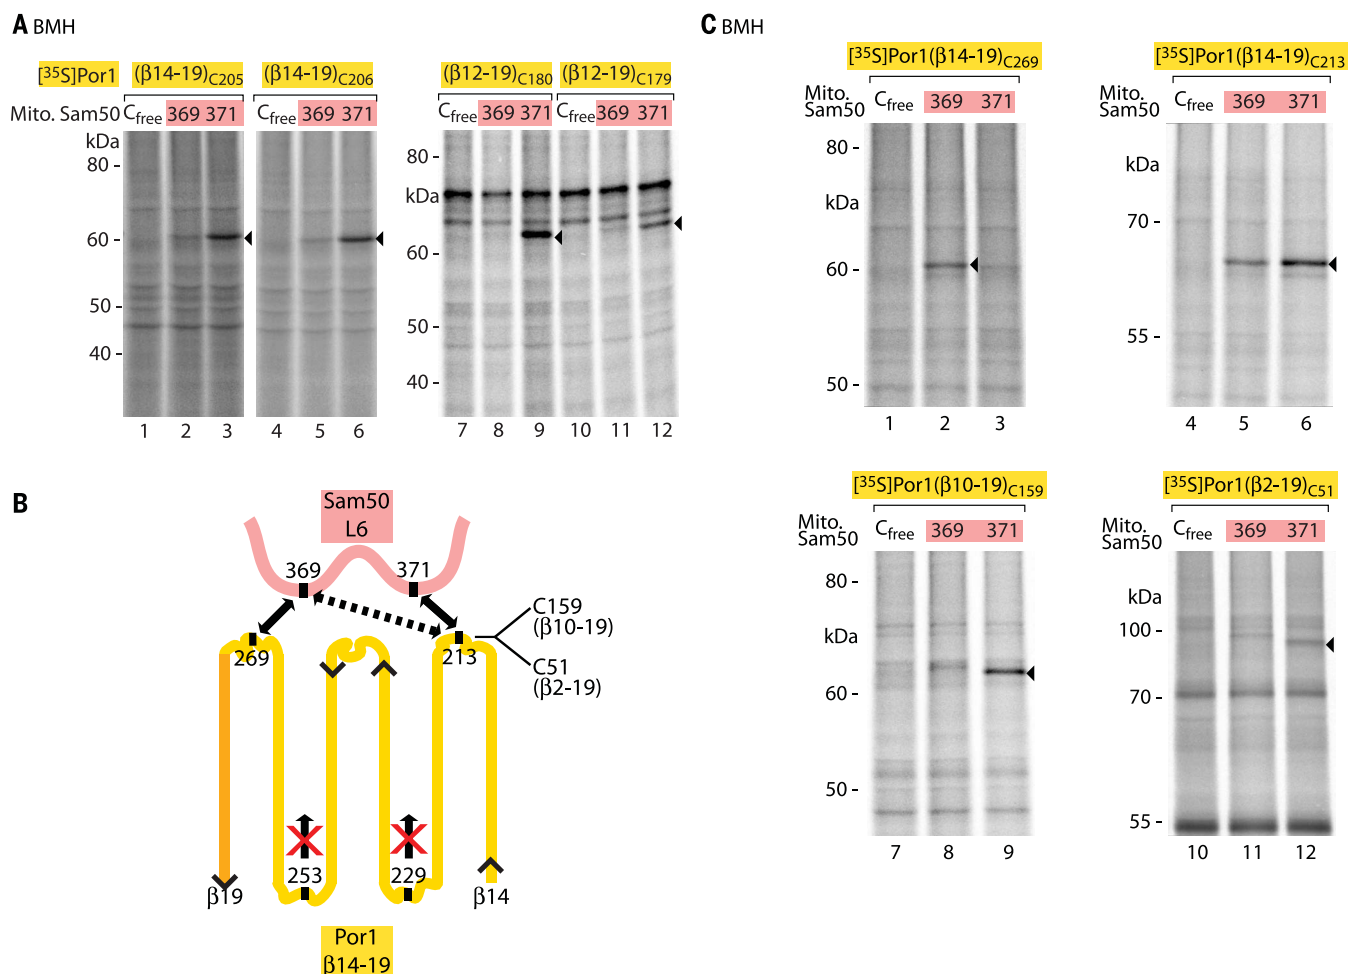 A BMH
[35S]Por1 (β14-19)C205 (β14-19)C206 (β12-19)C180 (β12-19)C179
Mito. Sam50 Cfree 369 371 Cfree 369 371 Cfree 369 371 Cfree 369 371
kDa
80
60
50
40
80
kDa
60
50
40
1 2 3 4 5 6 7 8 9 10 11 12
B
Sam50
L6
369 371
269 213
C159
(β10-19)
C51
(β2-19)
253 229
β19 β14
Por1
β14-19
C BMH
[35S]Por1(β14-19)C269
Mito.
Sam50 Cfree 369 371
80
kDa
60
50
1 2 3
[35S]Por1(β14-19)C213
Mito.
Sam50 Cfree 369 371
kDa
70
55
4 5 6
[35S]Por1(β10-19)C159
Mito.
Sam50 Cfree 369 371
80
kDa
60
50
7 8 9
[35S]Por1(β2-19)C51
Mito.
Sam50 Cfree 369 371
kDa
100
70
55
10 11 12